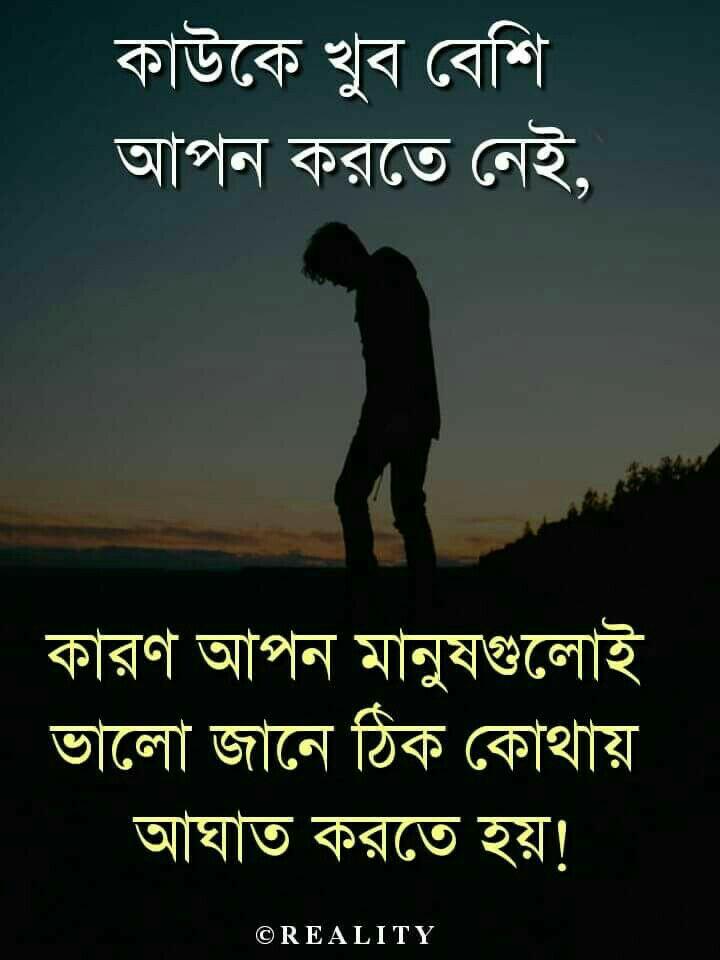 কাউকে খুব বেশি
আপন করতে নেই,
কারণ আপন মানুষগুলোই
ভালো জানে ঠিক কোথায়
আঘাত করতে হয়!
©REALITY